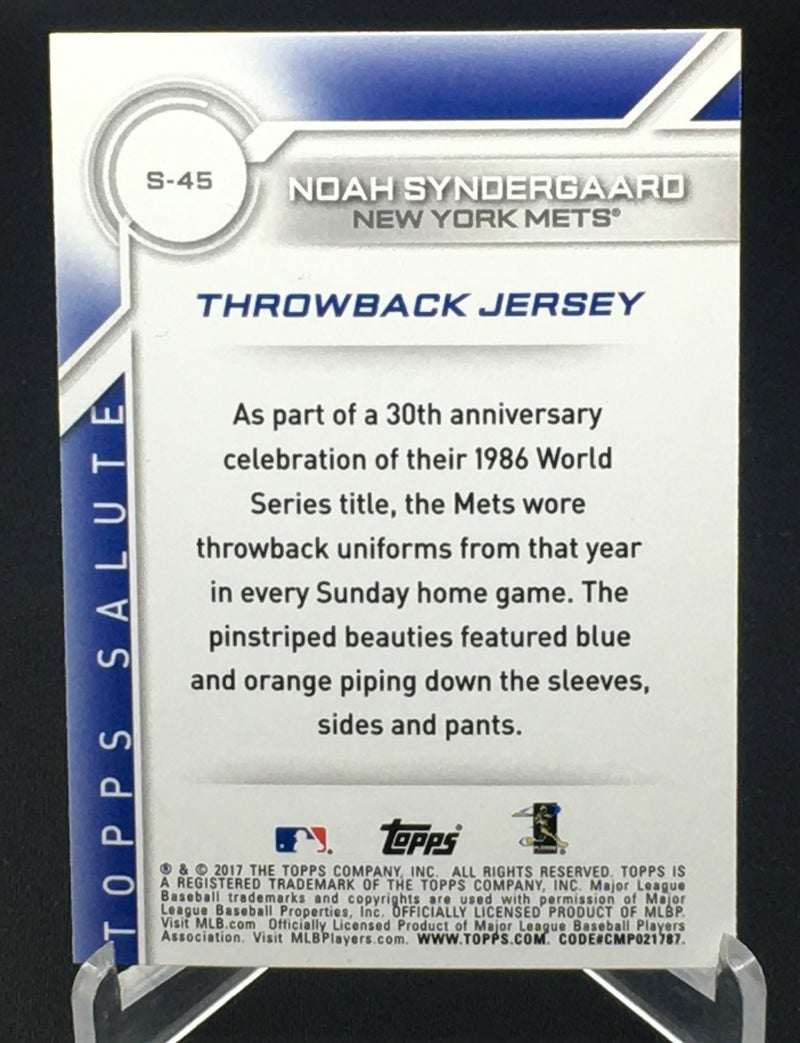 S-45
NOAH SYNDERGAARD
NEW YORK METS®
THROWBACK JERSEY
As part of a 30th anniversary
celebration of their 1986 World
Series title, the Mets wore
throwback uniforms from that year
in every Sunday home game. The
pinstriped beauties featured blue
and orange piping down the sleeves,
sides and pants.
TOPPS SALUTE
Topps
® & © 2017 THE TOPPS COMPANY, INC. ALL RIGHTS RESERVED. TOPPS IS
A REGISTERED TRADEMARK OF THE TOPPS COMPANY, INC. Major League
Baseball trademarks and copyrights are used with permission of Major
League Baseball Properties, Inc. OFFICIALLY LICENSED PRODUCT OF MLBP.
Visit MLB.com Officially Licensed Product of Major League Baseball Players
Association. Visit MLBPlayers.com. WWW.TOPPS.COM. CODE#CMP021787.